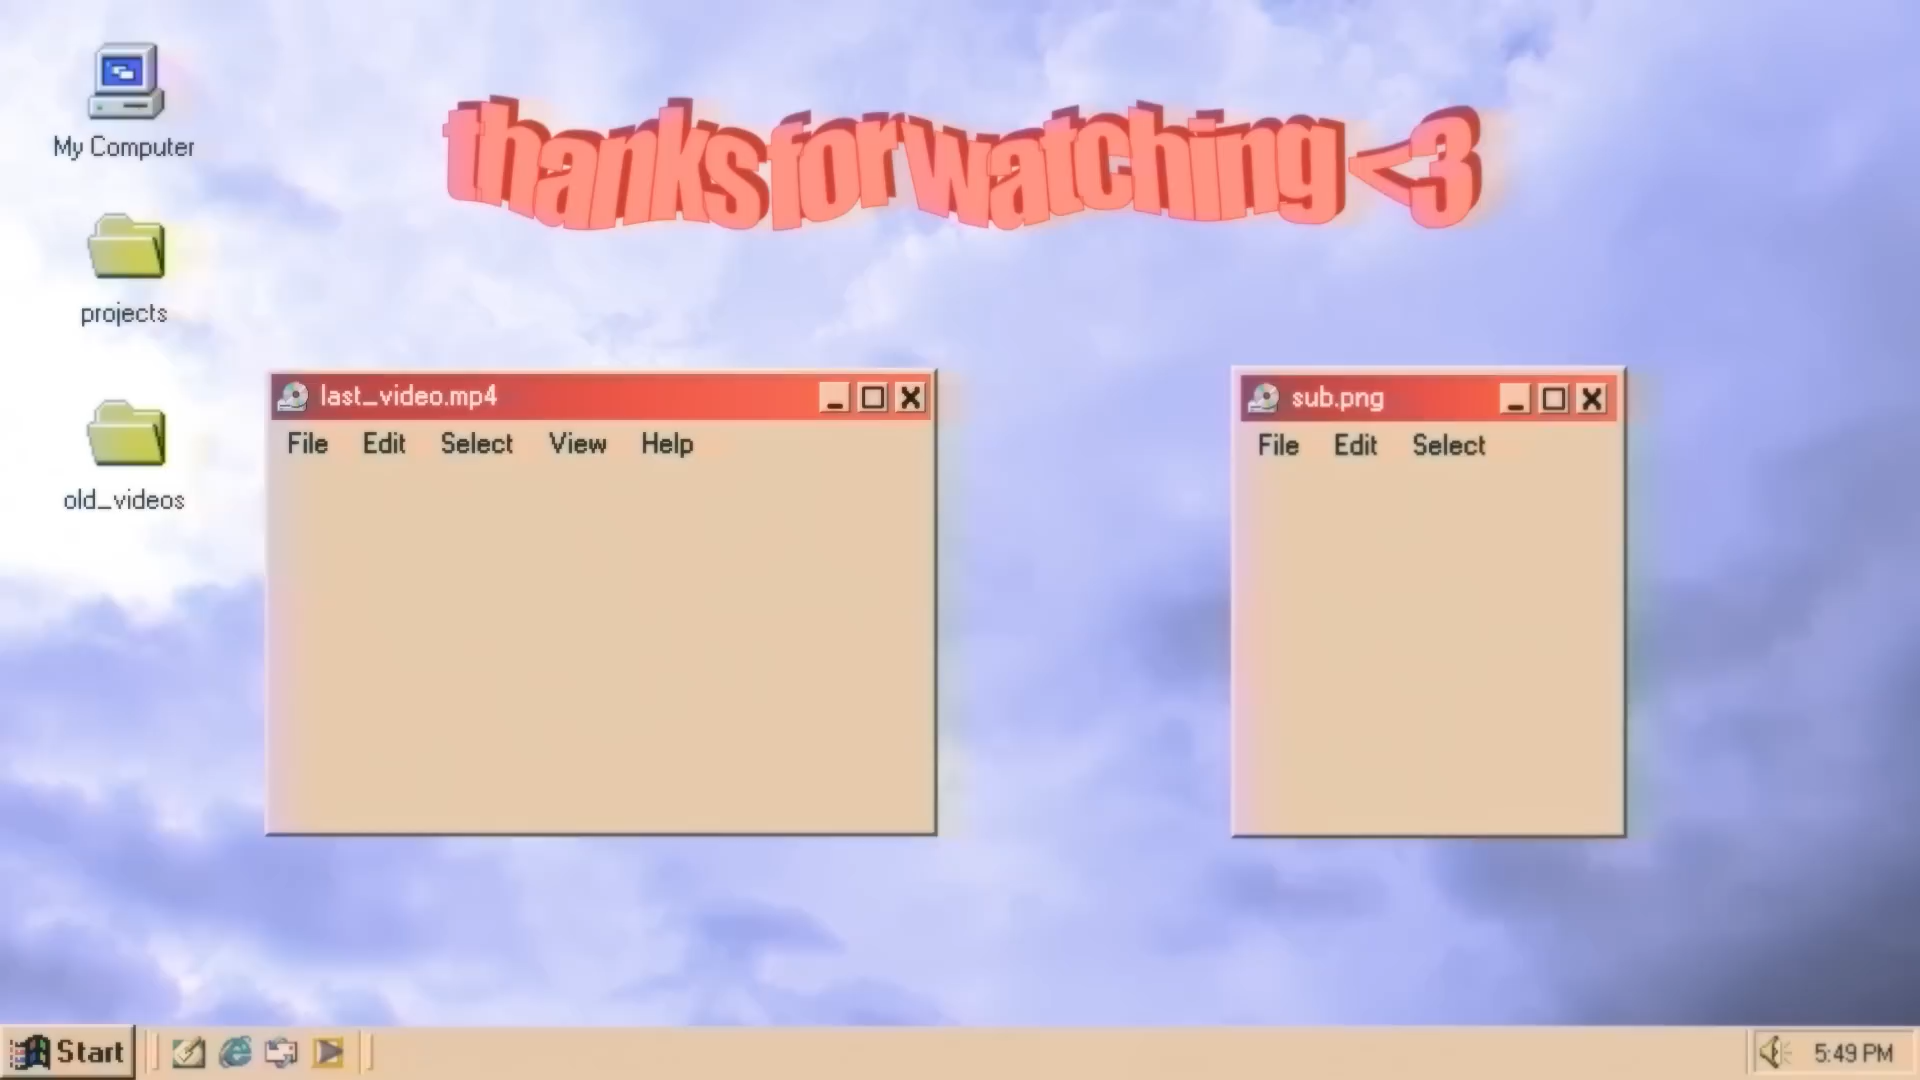 thanks for watching <3
My Computer
projects
old_videos
last_video.mp4
File Edit Select View Help
sub.png
File Edit Select
Start
5:49 PM